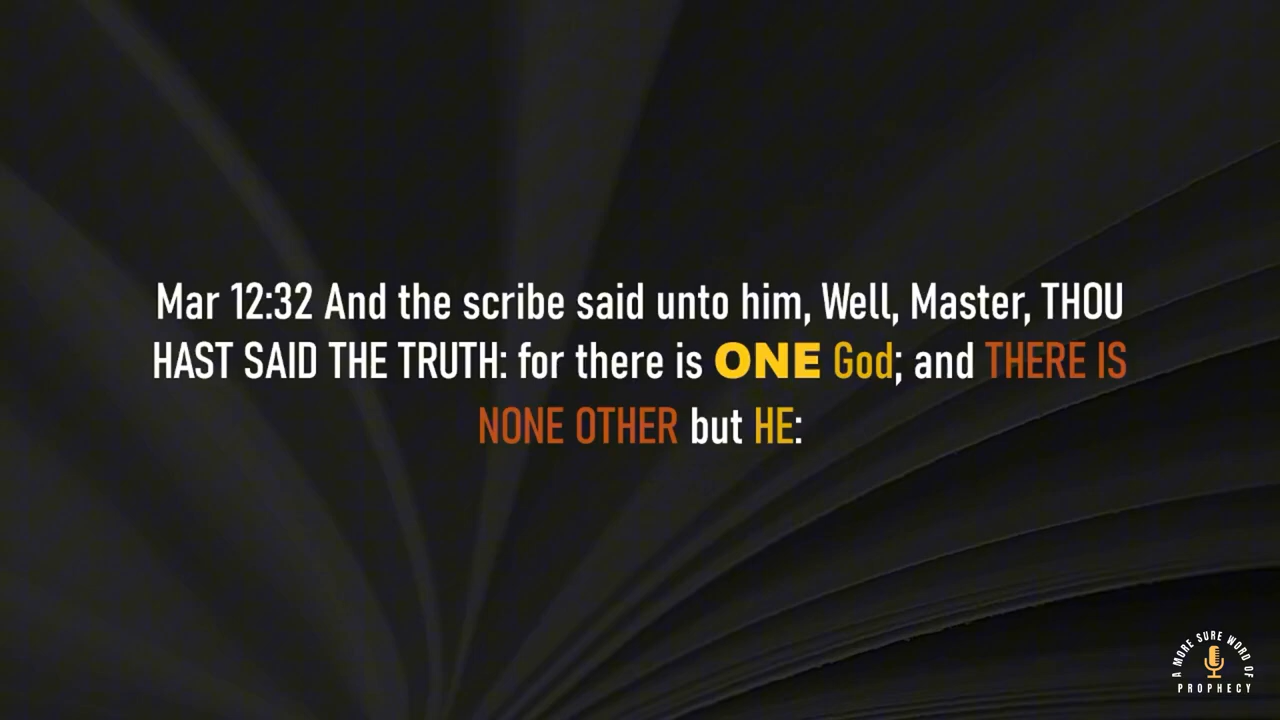 Mar 12:32 And the scribe said unto him, Well, Master, THOU
HAST SAID THE TRUTH: for there is ONE God; and THERE IS
NONE OTHER but HE:
A MORE SURE WORD OF
PROPHECY